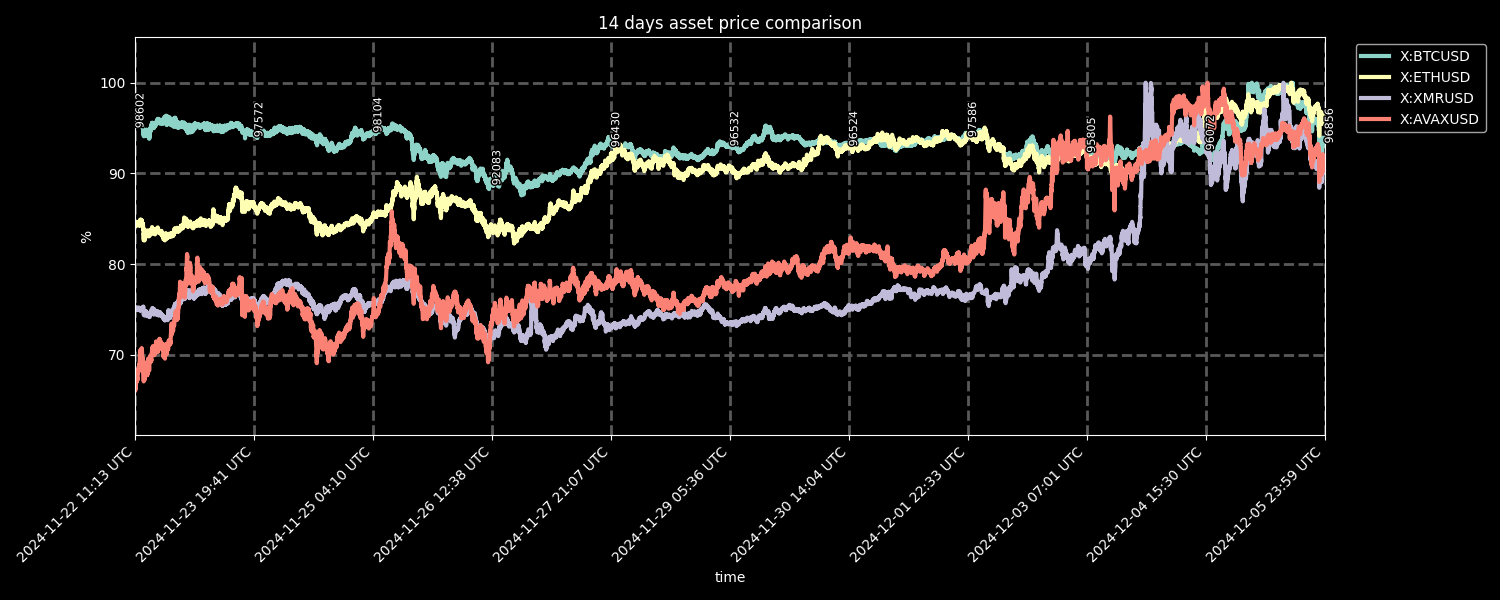 14 days asset price comparison
X:BTCUSD
X:ETHUSD
X:XMRUSD
X:AVAXUSD
100
90
80
70
%
98602
97572
98104
92083
96430
96532
96524
97586
95805
96072
96856
2024-11-22 11:13 UTC
2024-11-23 19:41 UTC
2024-11-25 04:10 UTC
2024-11-26 12:38 UTC
2024-11-27 21:07 UTC
2024-11-29 05:36 UTC
2024-11-30 14:04 UTC
2024-12-01 22:33 UTC
2024-12-03 07:01 UTC
2024-12-04 15:30 UTC
2024-12-05 23:59 UTC
time